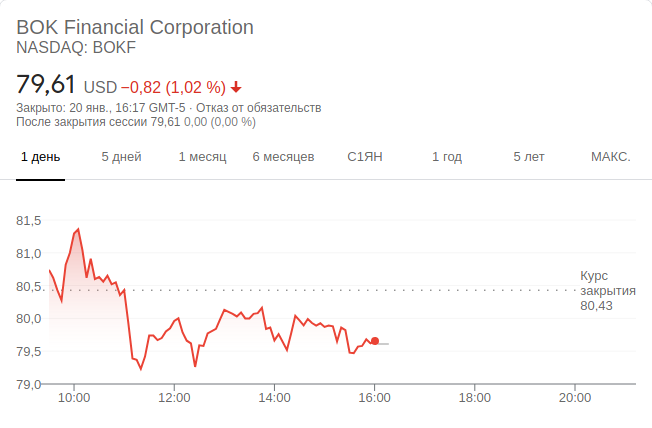 BOK Financial Corporation
NASDAQ: BOKF
79,61 USD −0,82 (1,02 %)
Закрыто: 20 янв., 16:17 GMT-5 · Отказ от обязательств
После закрытия сессии 79,61 0,00 (0,00 %)
1 день 5 дней 1 месяц 6 месяцев С1ЯН 1 год 5 лет МАКС.
81,5
81,0
80,5
80,0
79,5
79,0
Курс
закрытия
80,43
10:00 12:00 14:00 16:00 18:00 20:00